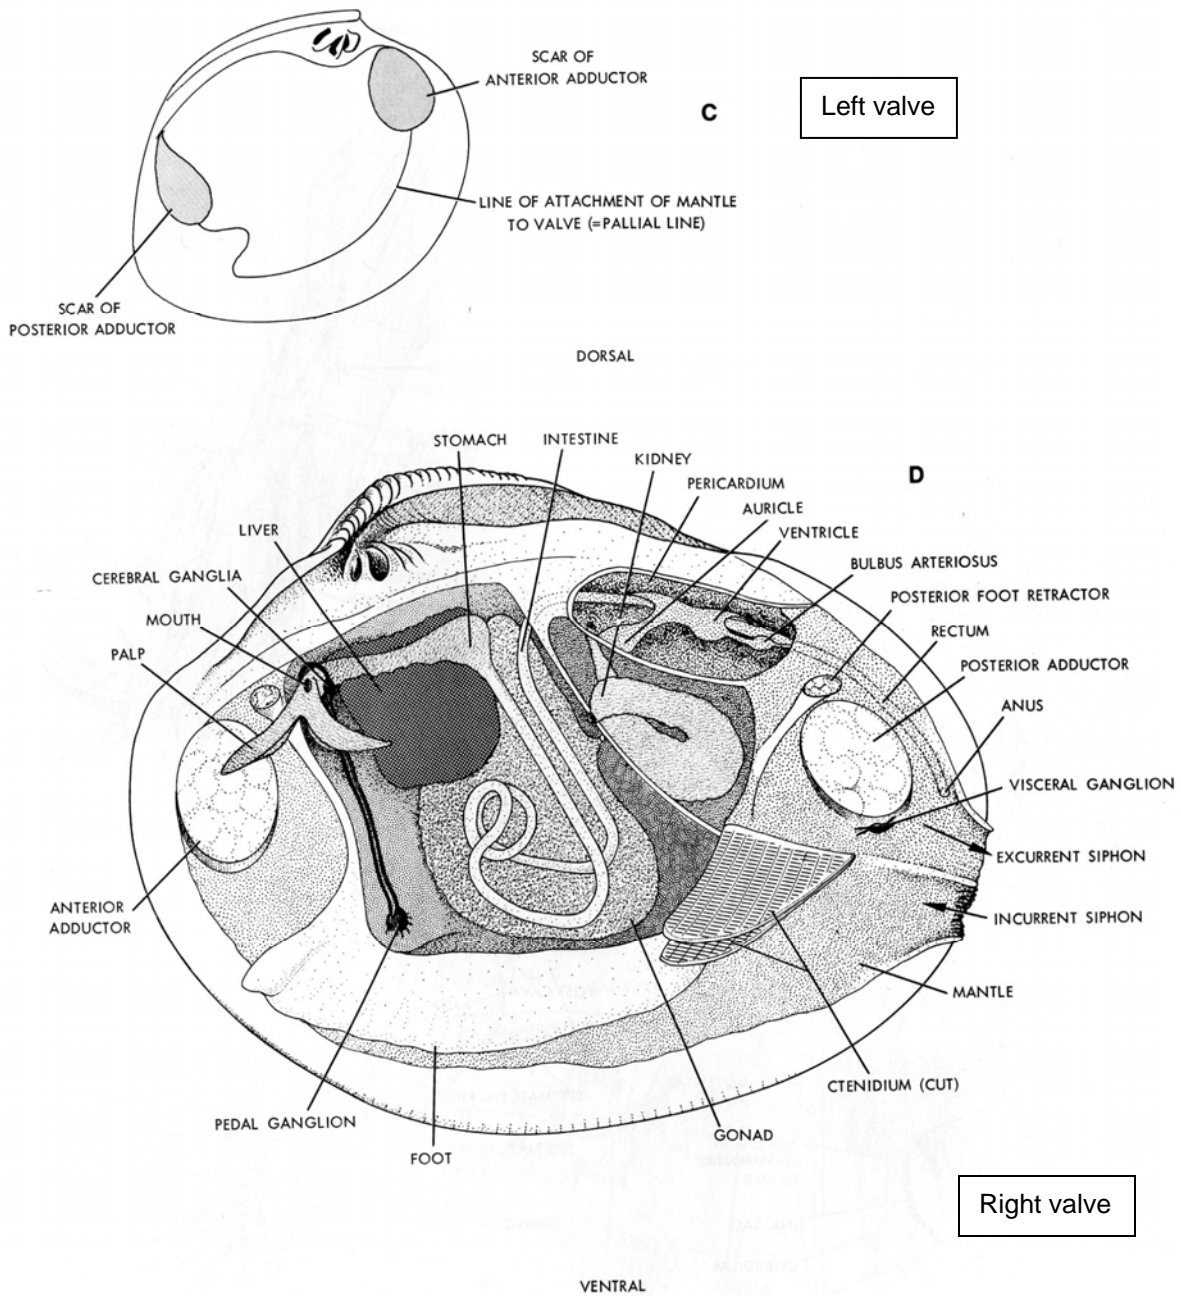 SCAR OF
ANTERIOR ADDUCTOR
C
Left valve
LINE OF ATTACHMENT OF MANTLE
TO VALVE (=PALLIAL LINE)
SCAR OF
POSTERIOR ADDUCTOR
DORSAL
STOMACH
INTESTINE
KIDNEY
D
PERICARDIUM
AURICLE
LIVER
VENTRICLE
BULBUS ARTERIOSUS
CEREBRAL GANGLIA
POSTERIOR FOOT RETRACTOR
MOUTH
RECTUM
PALP
POSTERIOR ADDUCTOR
ANUS
VISCERAL GANGLION
EXCURRENT SIPHON
ANTERIOR
ADDUCTOR
INCURRENT SIPHON
MANTLE
CTENIDIUM (CUT)
PEDAL GANGLION
GONAD
FOOT
Right valve
VENTRAL